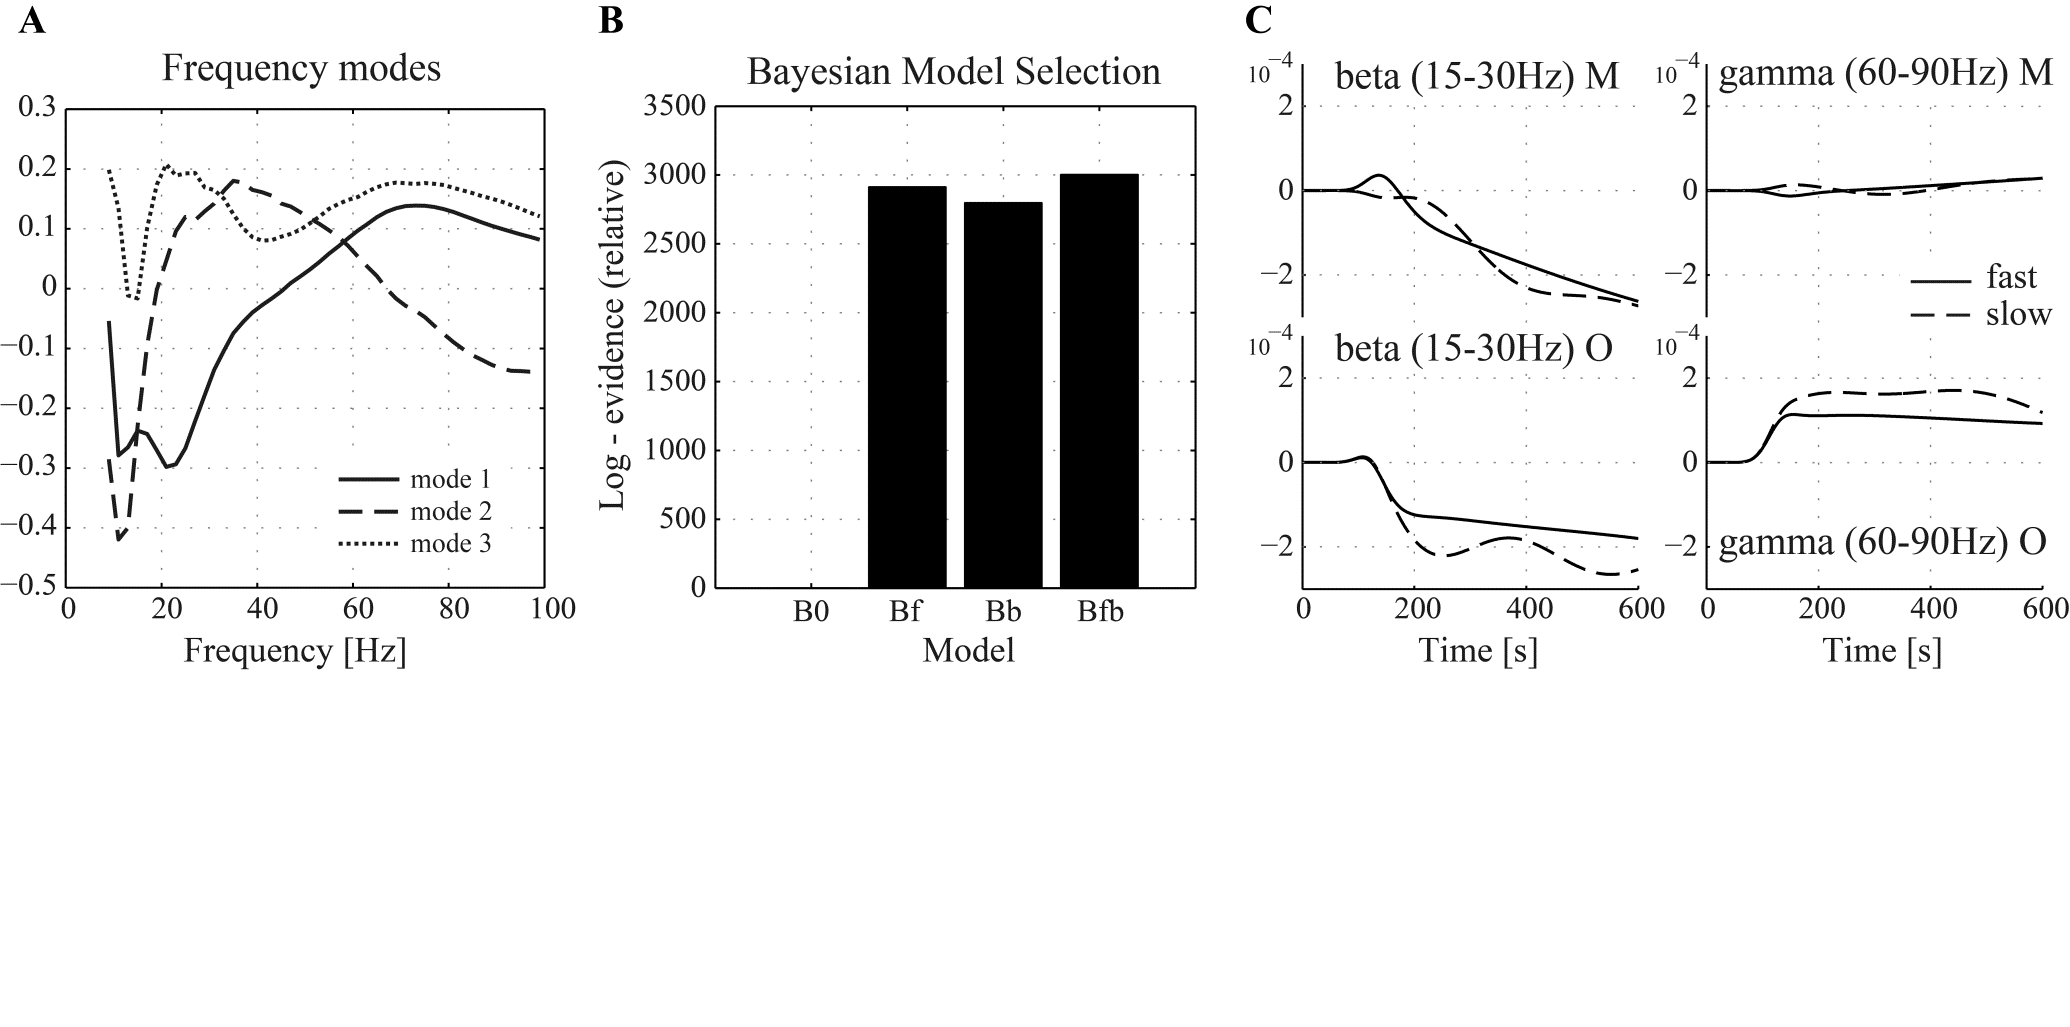 A
Frequency modes
0.3
0.2
0.1
0
−0.1
−0.2
−0.3
−0.4
−0.5
mode 1
mode 2
mode 3
0 20 40 60 80 100
Frequency [Hz]
B
Bayesian Model Selection
Log - evidence (relative)
3500
3000
2500
2000
1500
1000
500
0
B0 Bf Bb Bfb
Model
C
10−4
beta (15-30Hz) M
2
0
−2
10−4
gamma (60-90Hz) M
2
0
−2
fast
slow
10−4
beta (15-30Hz) O
2
0
−2
0 200 400 600
Time [s]
10−4
2
0
−2
gamma (60-90Hz) O
0 200 400 600
Time [s]